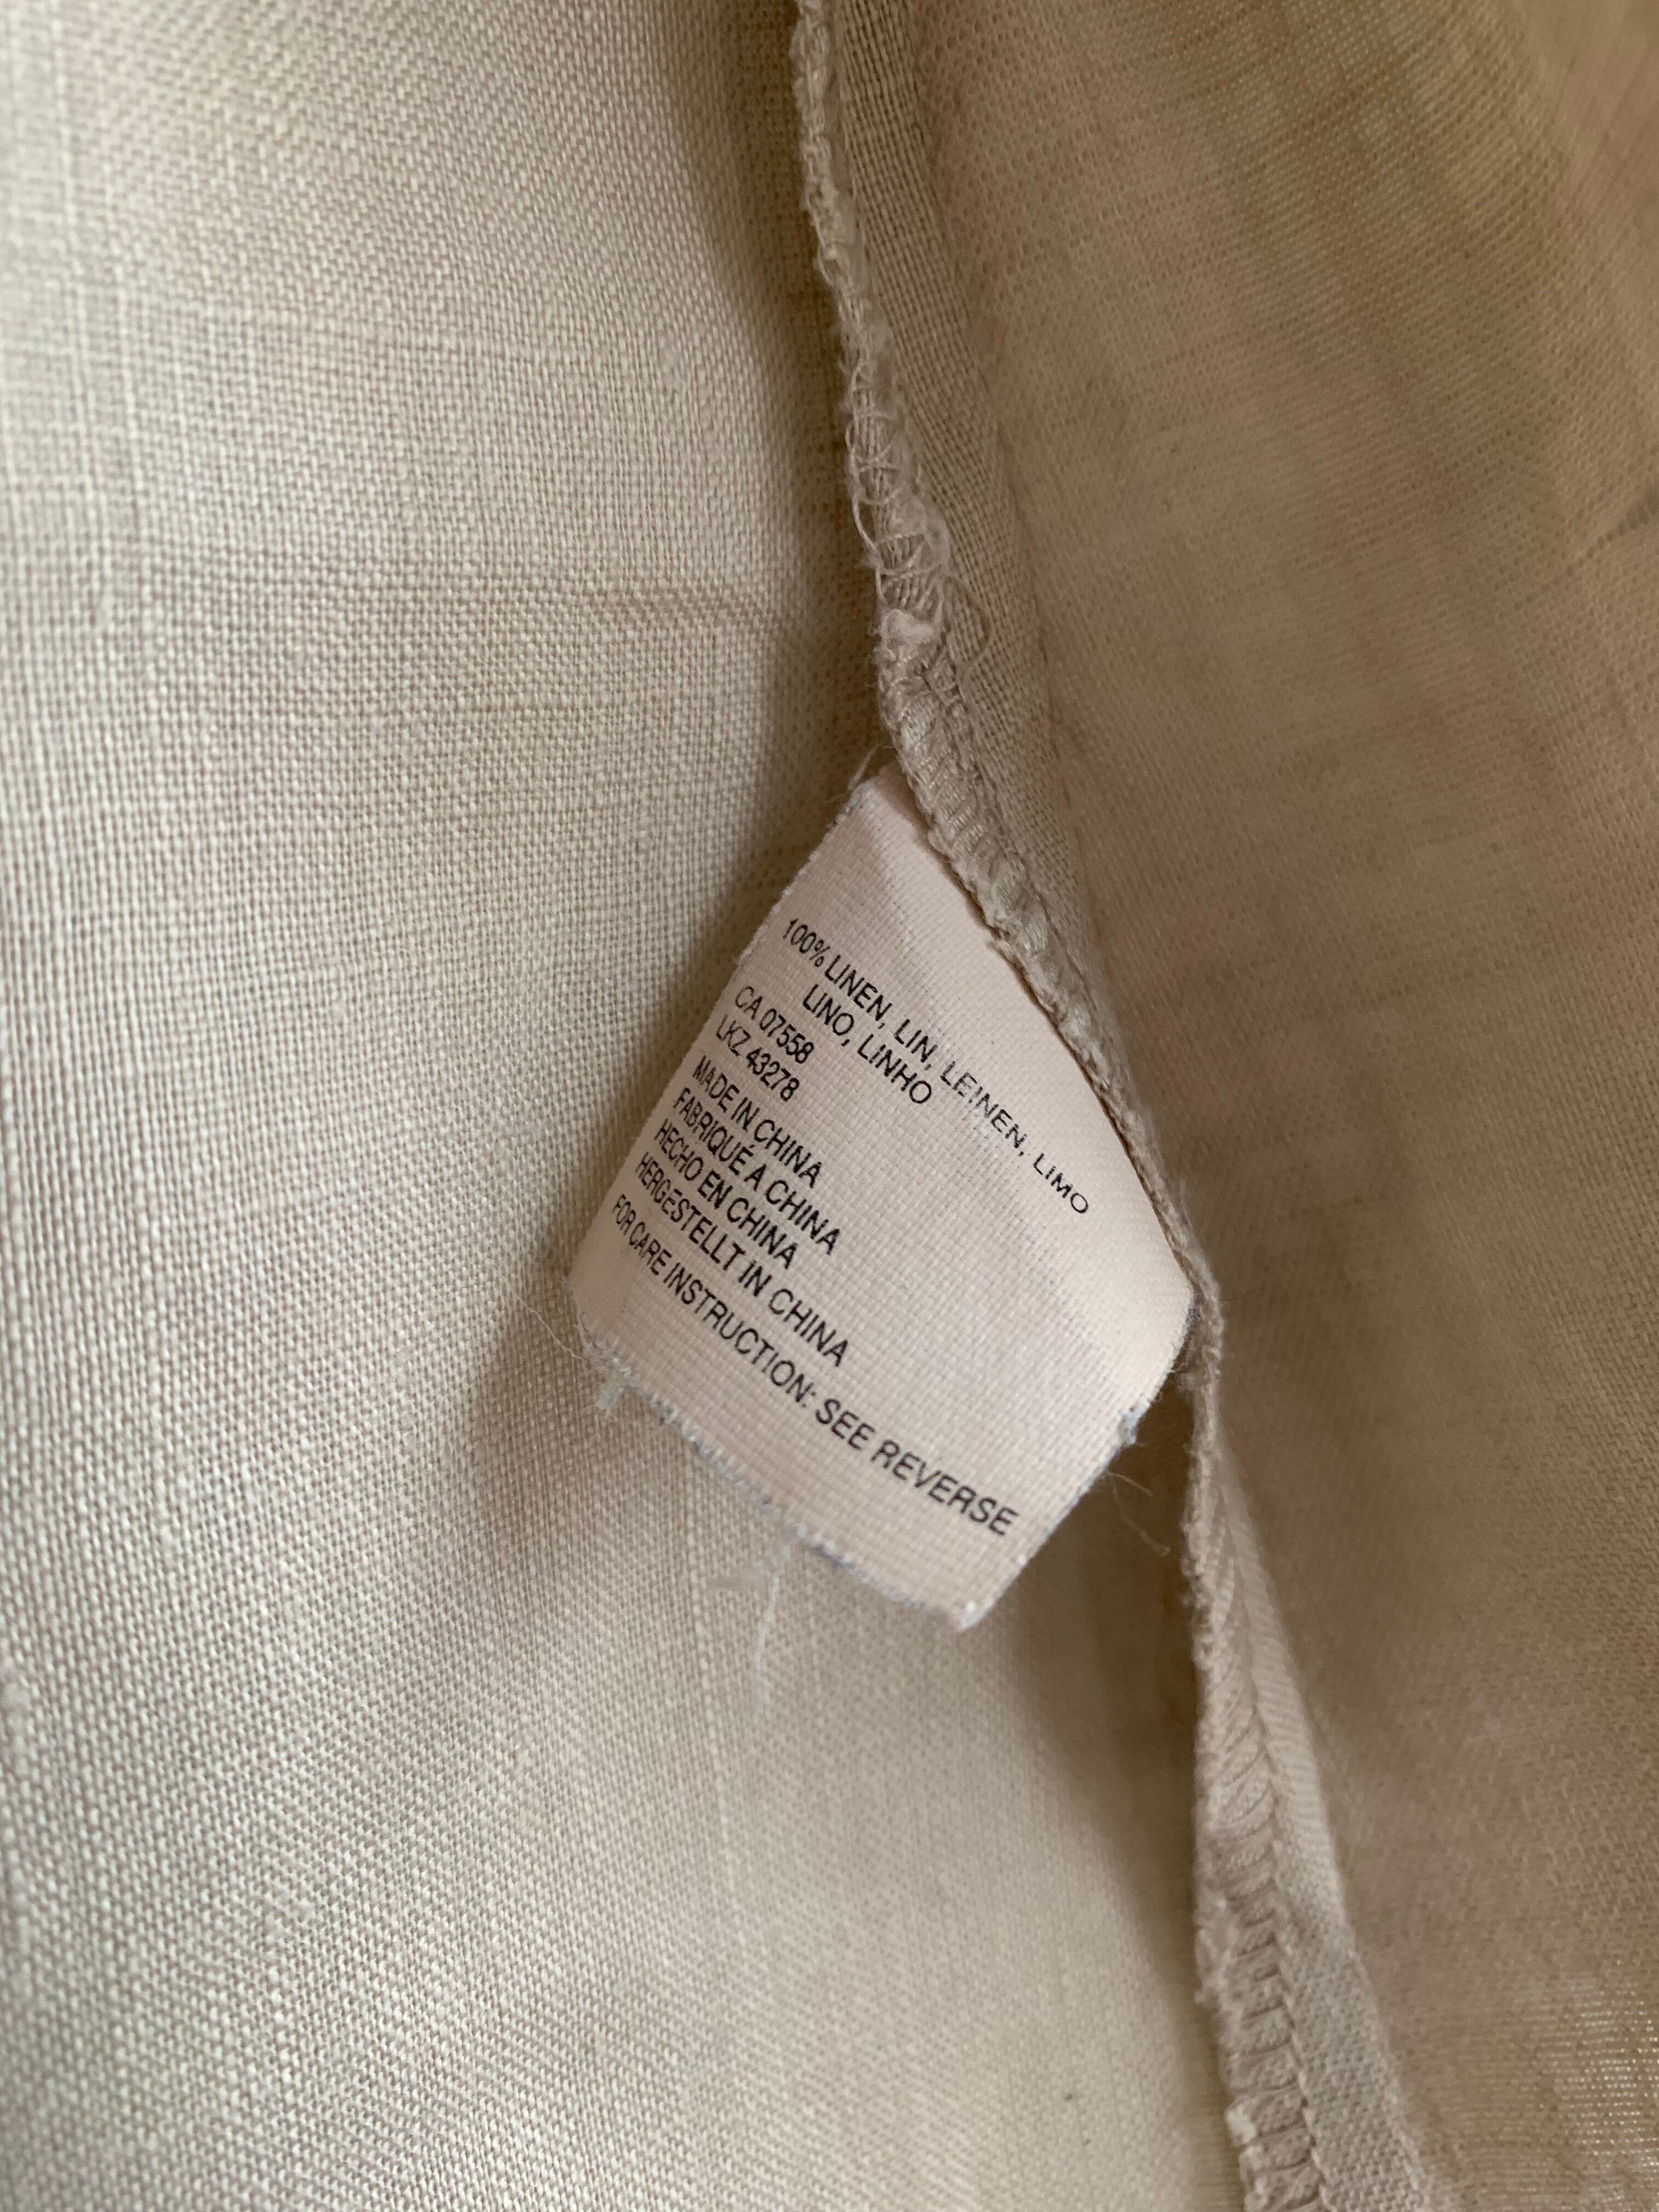 100% LINEN, LIN, LEINEN, LIMO
LINO, LINHO
CA 07558
LKZ 43278
MADE IN CHINA
FABRIQUÉ A CHINA
HECHO EN CHINA
HERGESTELLT IN CHINA
FOR CARE INSTRUCTION: SEE REVERSE